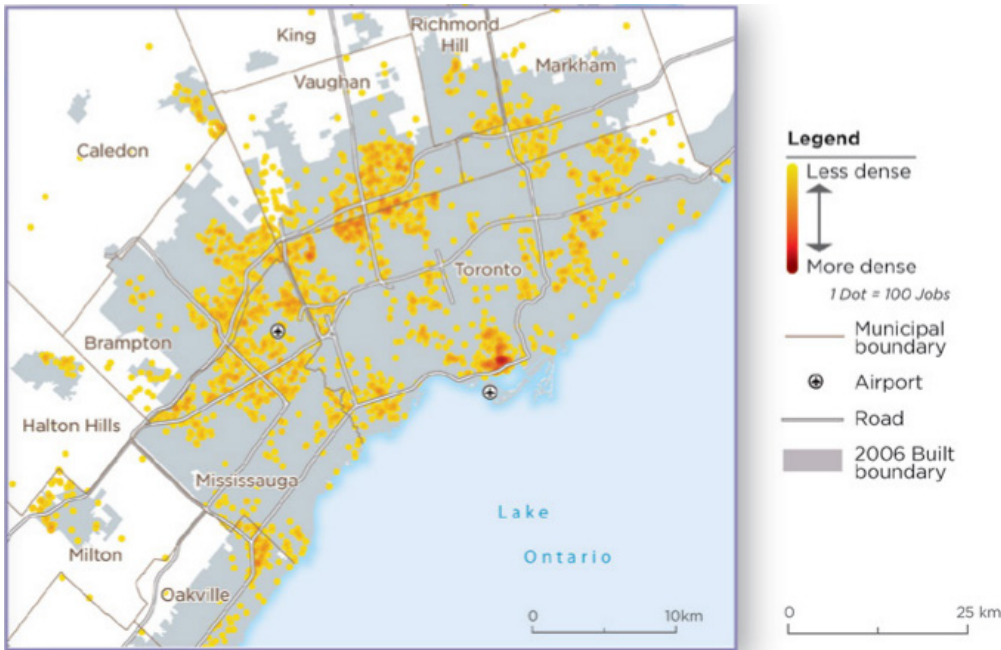 King
Richmond
Hill
Vaughan
Markham
Caledon
Toronto
Brampton
Halton Hills
Mississauga
Milton
Oakville
Lake
Ontario
0 10km
Legend
Less dense
More dense
1 Dot = 100 Jobs
Municipal
boundary
Airport
Road
2006 Built
boundary
0 25 km